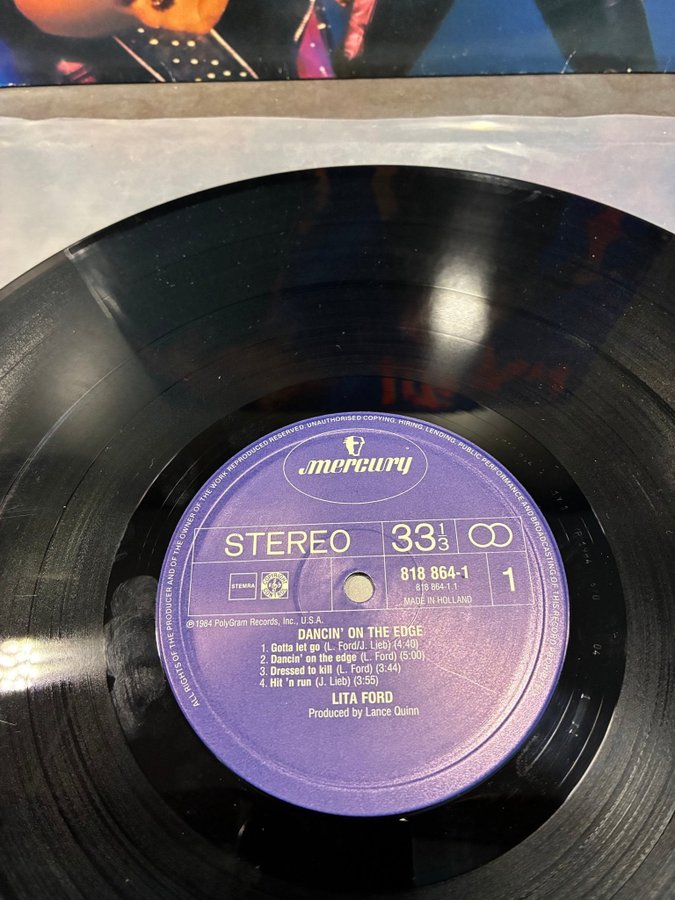 ALL RIGHTS OF THE PRODUCER AND OF THE OWNER OF THE WORK REPRODUCED RESERVED. UNAUTHORISED COPYING, HIRING, LENDING, PUBLIC PERFORMANCE AND BROADCASTING OF THIS RECORD
mercury
STEREO 33 1/3
STEMRA 818 864-1 1
818 864-1.1
MADE IN HOLLAND
℗ 1984 PolyGram Records, Inc., U.S.A.
DANCIN' ON THE EDGE
1. Gotta let go (L. Ford/J. Lieb) (4:40)
2. Dancin' on the edge (L. Ford) (5:00)
3. Dressed to kill (L. Ford) (3:44)
4. Hit 'n run (J. Lieb) (3:55)
LITA FORD
Produced by Lance Quinn